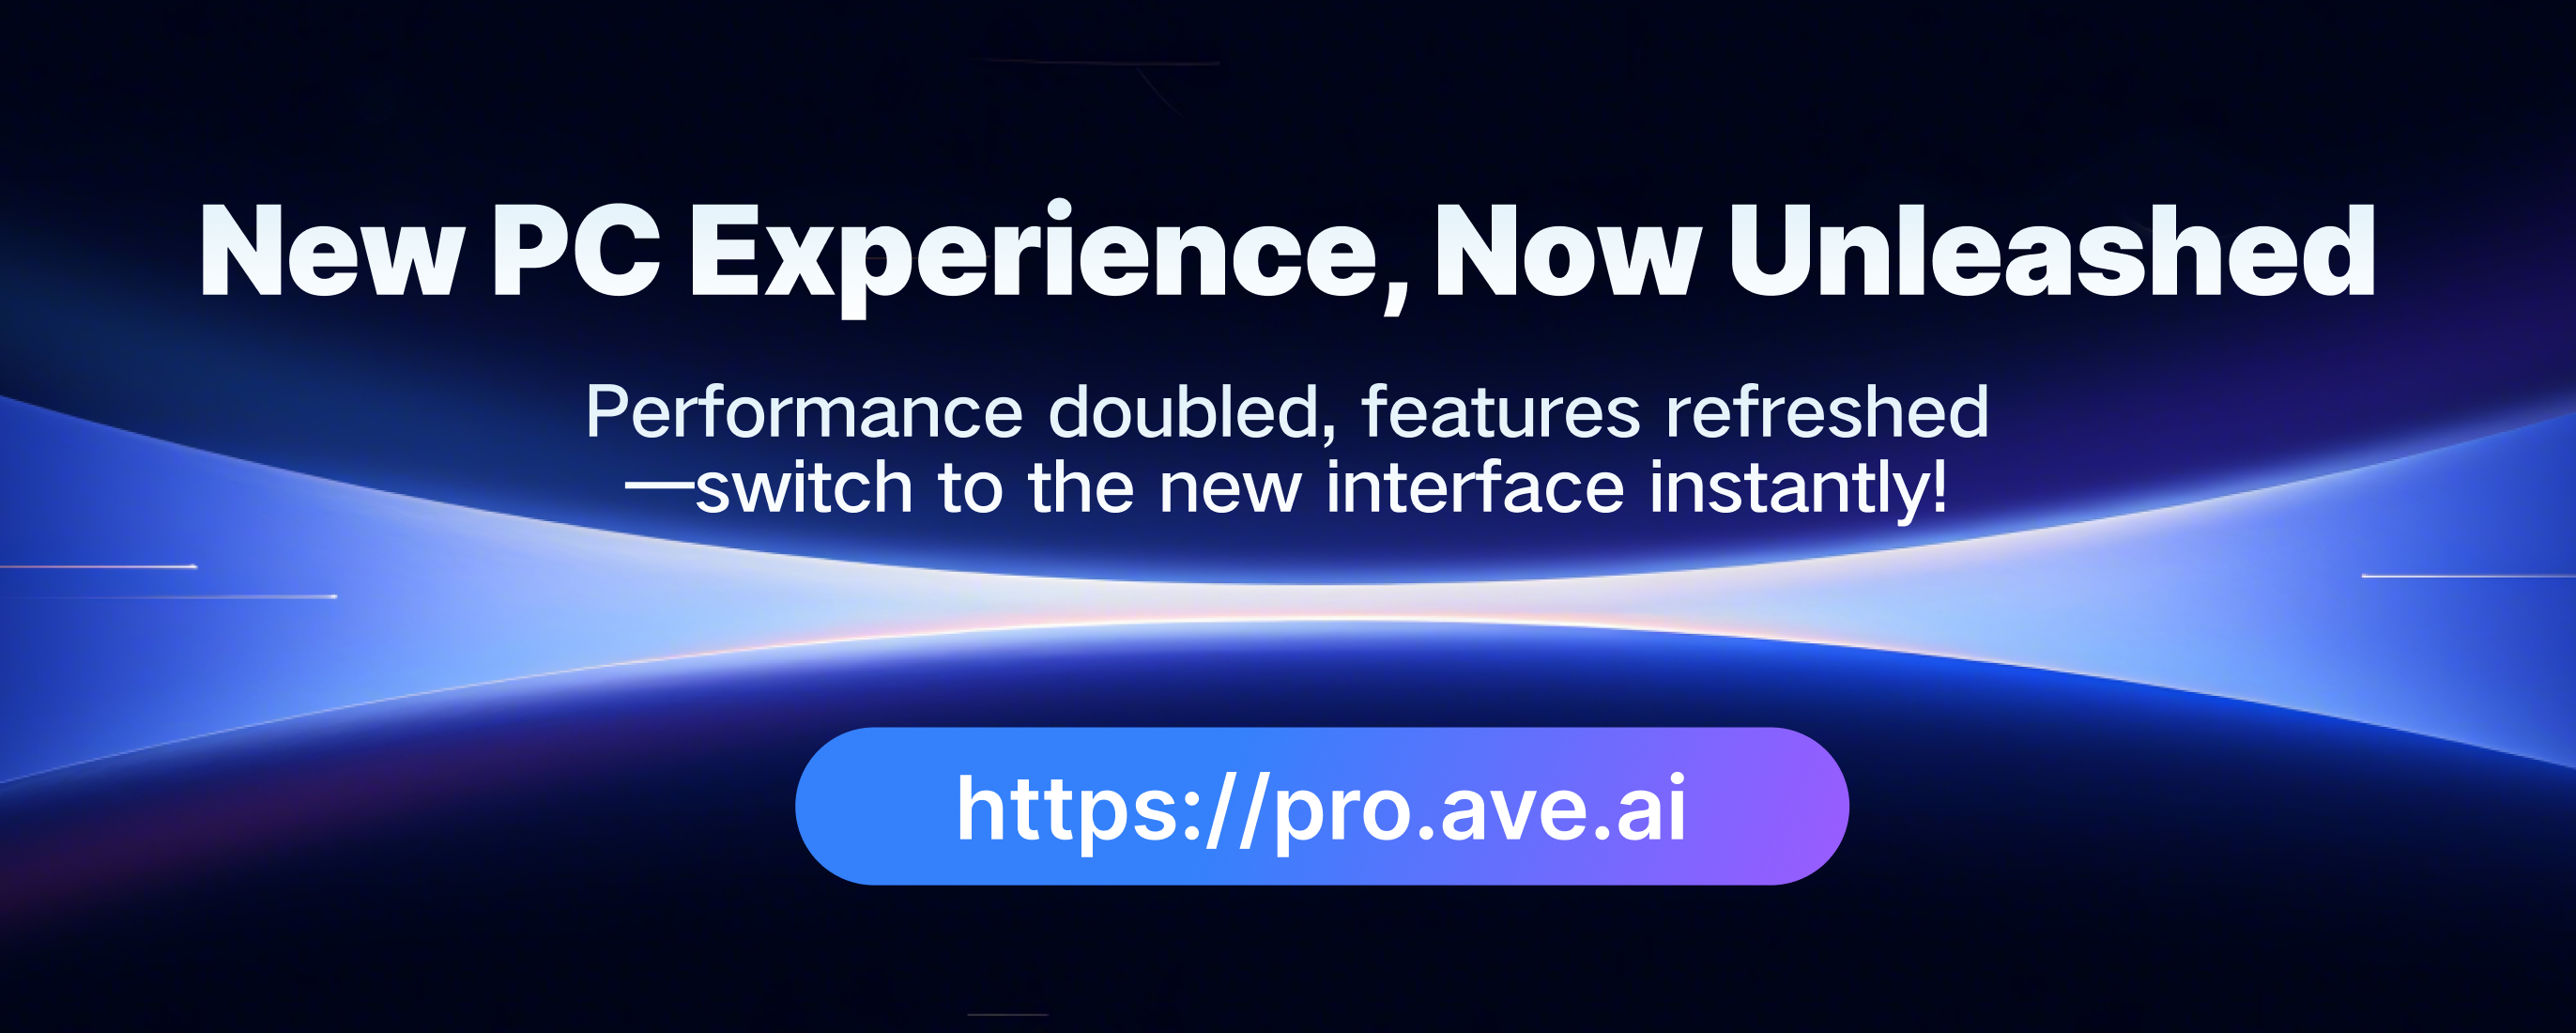 New PC Experience, Now Unleashed
Performance doubled, features refreshed
—switch to the new interface instantly!
https://pro.ave.ai